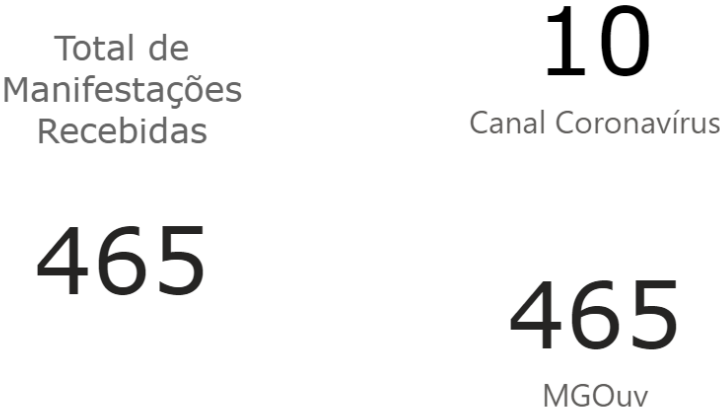 Total de
Manifestações
Recebidas
465
10
Canal Coronavírus
465
MGOuv